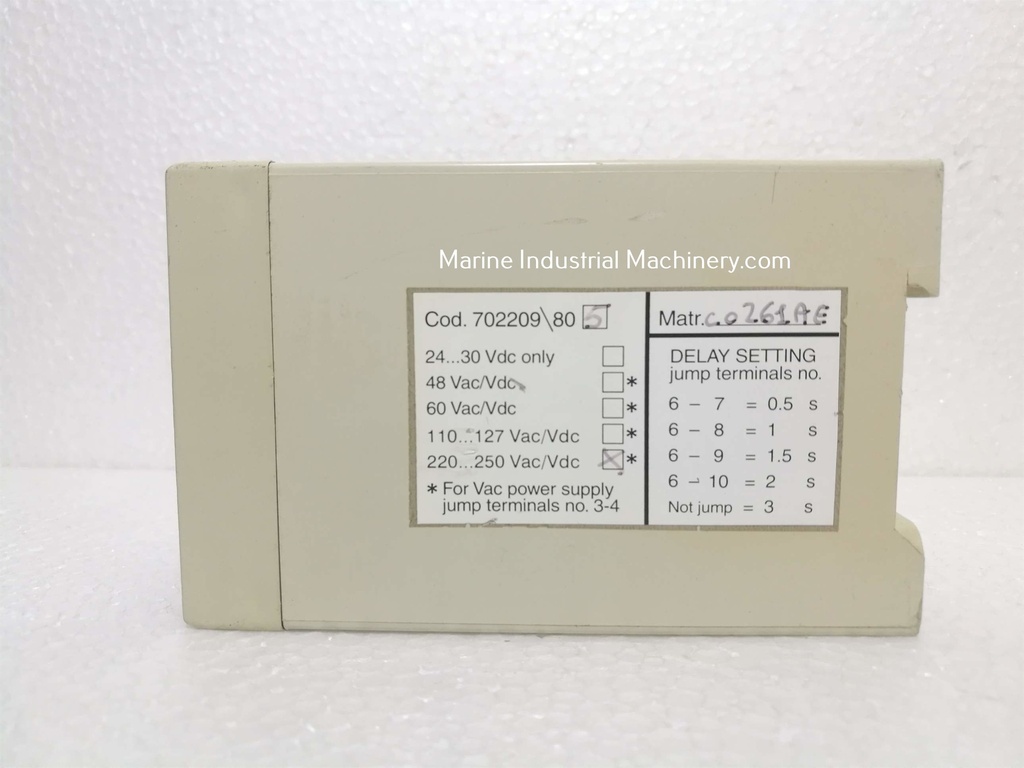 Marine Industrial Machinery.com
Cod. 702209\80 5
24...30 Vdc only
48 Vac/Vdc *
60 Vac/Vdc *
110...127 Vac/Vdc *
220...250 Vac/Vdc X *
* For Vac power supply
jump terminals no. 3-4
Matr. C0261AE
DELAY SETTING
jump terminals no.
6 – 7 = 0.5 s
6 – 8 = 1 s
6 – 9 = 1.5 s
6 – 10 = 2 s
Not jump = 3 s